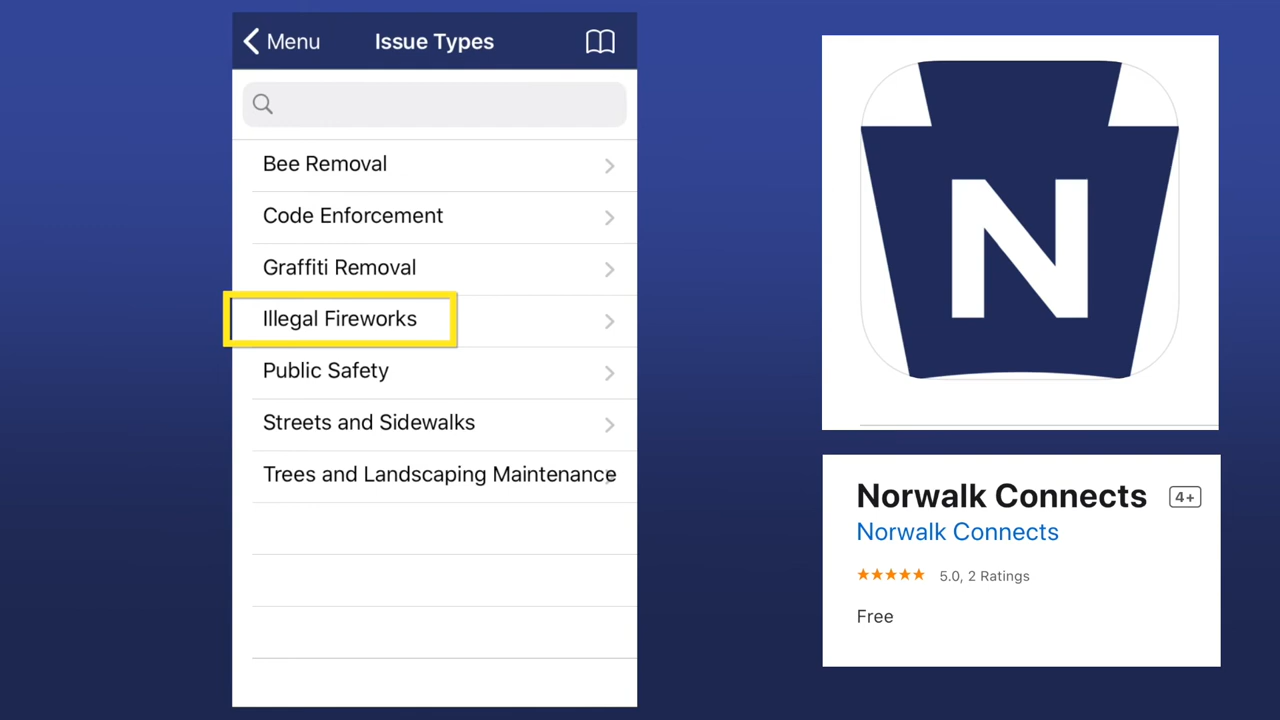 Menu
Issue Types
Bee Removal
Code Enforcement
Graffiti Removal
Illegal Fireworks
Public Safety
Streets and Sidewalks
Trees and Landscaping Maintenance
N
Norwalk Connects 4+
Norwalk Connects
5.0, 2 Ratings
Free